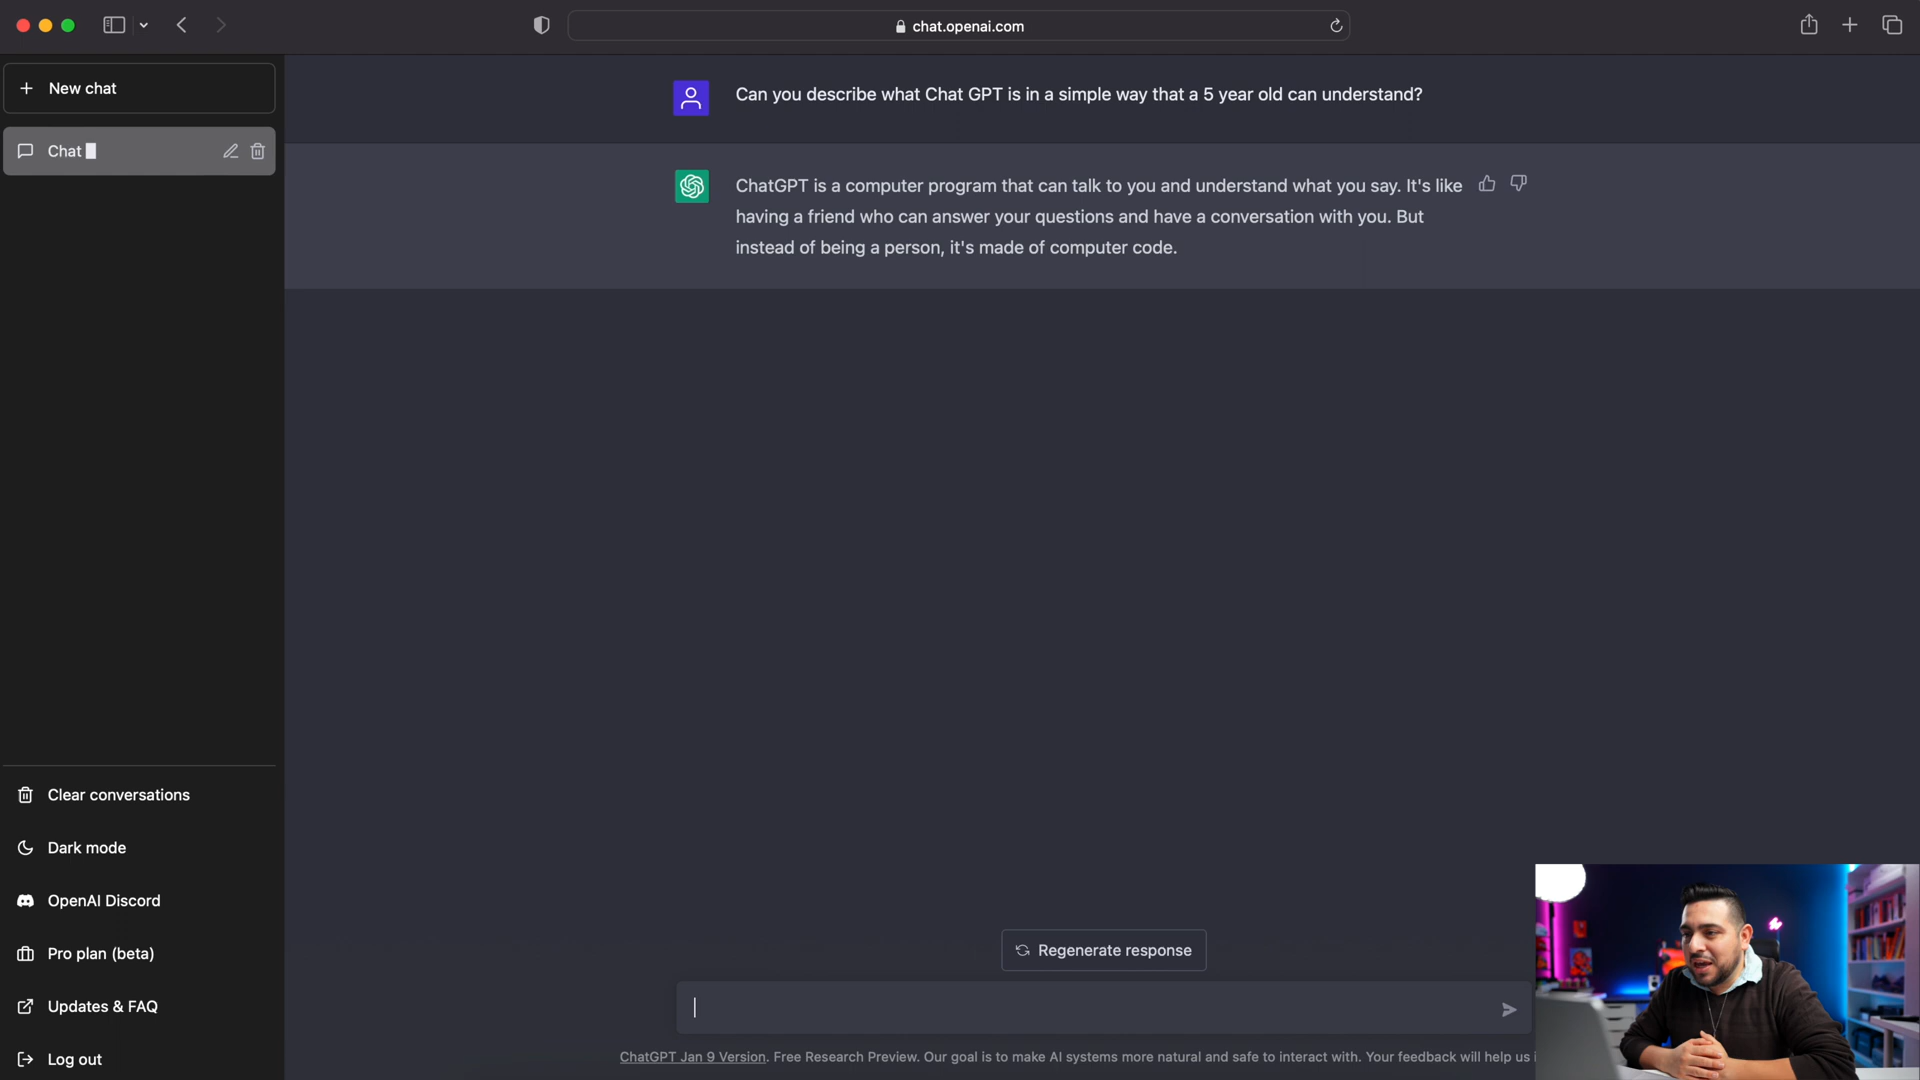 chat.openai.com
New chat
Chat
Can you describe what Chat GPT is in a simple way that a 5 year old can understand?
ChatGPT is a computer program that can talk to you and understand what you say. It's like
having a friend who can answer your questions and have a conversation with you. But
instead of being a person, it's made of computer code.
Clear conversations
Dark mode
OpenAI Discord
Pro plan (beta)
Updates & FAQ
Log out
Regenerate response
ChatGPT Jan 9 Version. Free Research Preview. Our goal is to make AI systems more natural and safe to interact with. Your feedback will help us